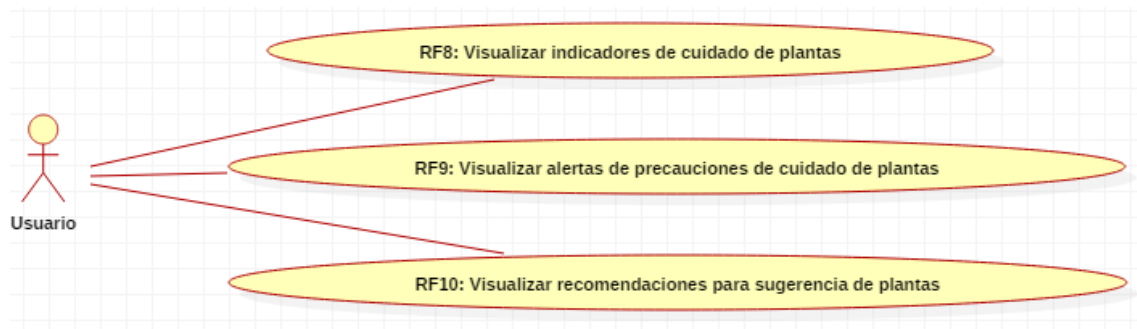 RF8: Visualizar indicadores de cuidado de plantas
RF9: Visualizar alertas de precauciones de cuidado de plantas
Usuario
RF10: Visualizar recomendaciones para sugerencia de plantas